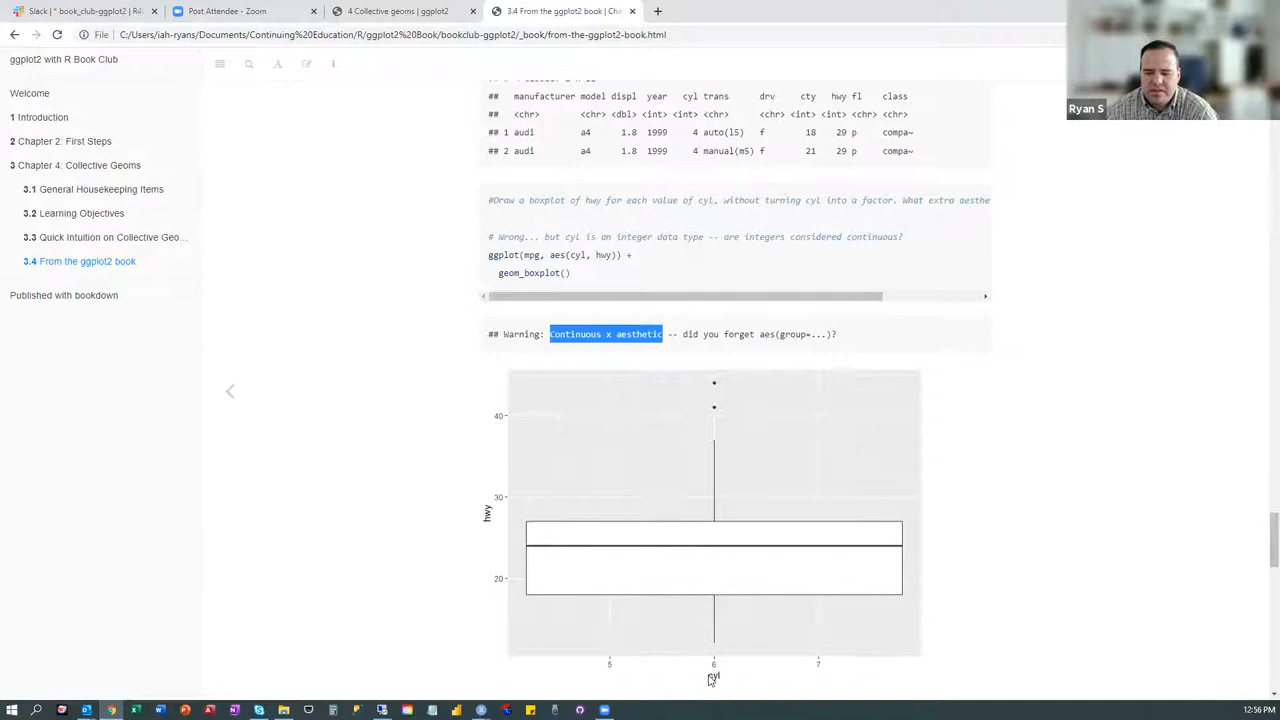 Slack | * book_club-ggplot2 | R4
Post Attendee - Zoom
4 Collective geoms | ggplot2
3.4 From the ggplot2 book | Ch
File
C:/Users/iah-ryans/Documents/Continuing%20Education/R/ggplot2%20Book/bookclub-ggplot2/_book/from-the-ggplot2-book.html
ggplot2 with R Book Club
Welcome
1 Introduction
2 Chapter 2: First Steps
3 Chapter 4: Collective Geoms
3.1 General Housekeeping Items
3.2 Learning Objectives
3.3 Quick Intuition on Collective Geo...
3.4 From the ggplot2 book
Published with bookdown
Ryan S
## manufacturer model displ year cyl trans drv cty hwy fl class
## <chr> <chr> <dbl> <int> <int> <chr> <chr> <int> <int> <chr> <chr>
## 1 audi a4 1.8 1999 4 auto(l5) f 18 29 p compa~
## 2 audi a4 1.8 1999 4 manual(m5) f 21 29 p compa~
#Draw a boxplot of hwy for each value of cyl, without turning cyl into a factor. What extra aesthe
# Wrong... but cyl is an integer data type -- are integers considered continuous?
ggplot(mpg, aes(cyl, hwy)) +
geom_boxplot()
## Warning: Continuous x aesthetic -- did you forget aes(group=...)?
40
30
20
hwy
5 6 7
cyl
12:56 PM